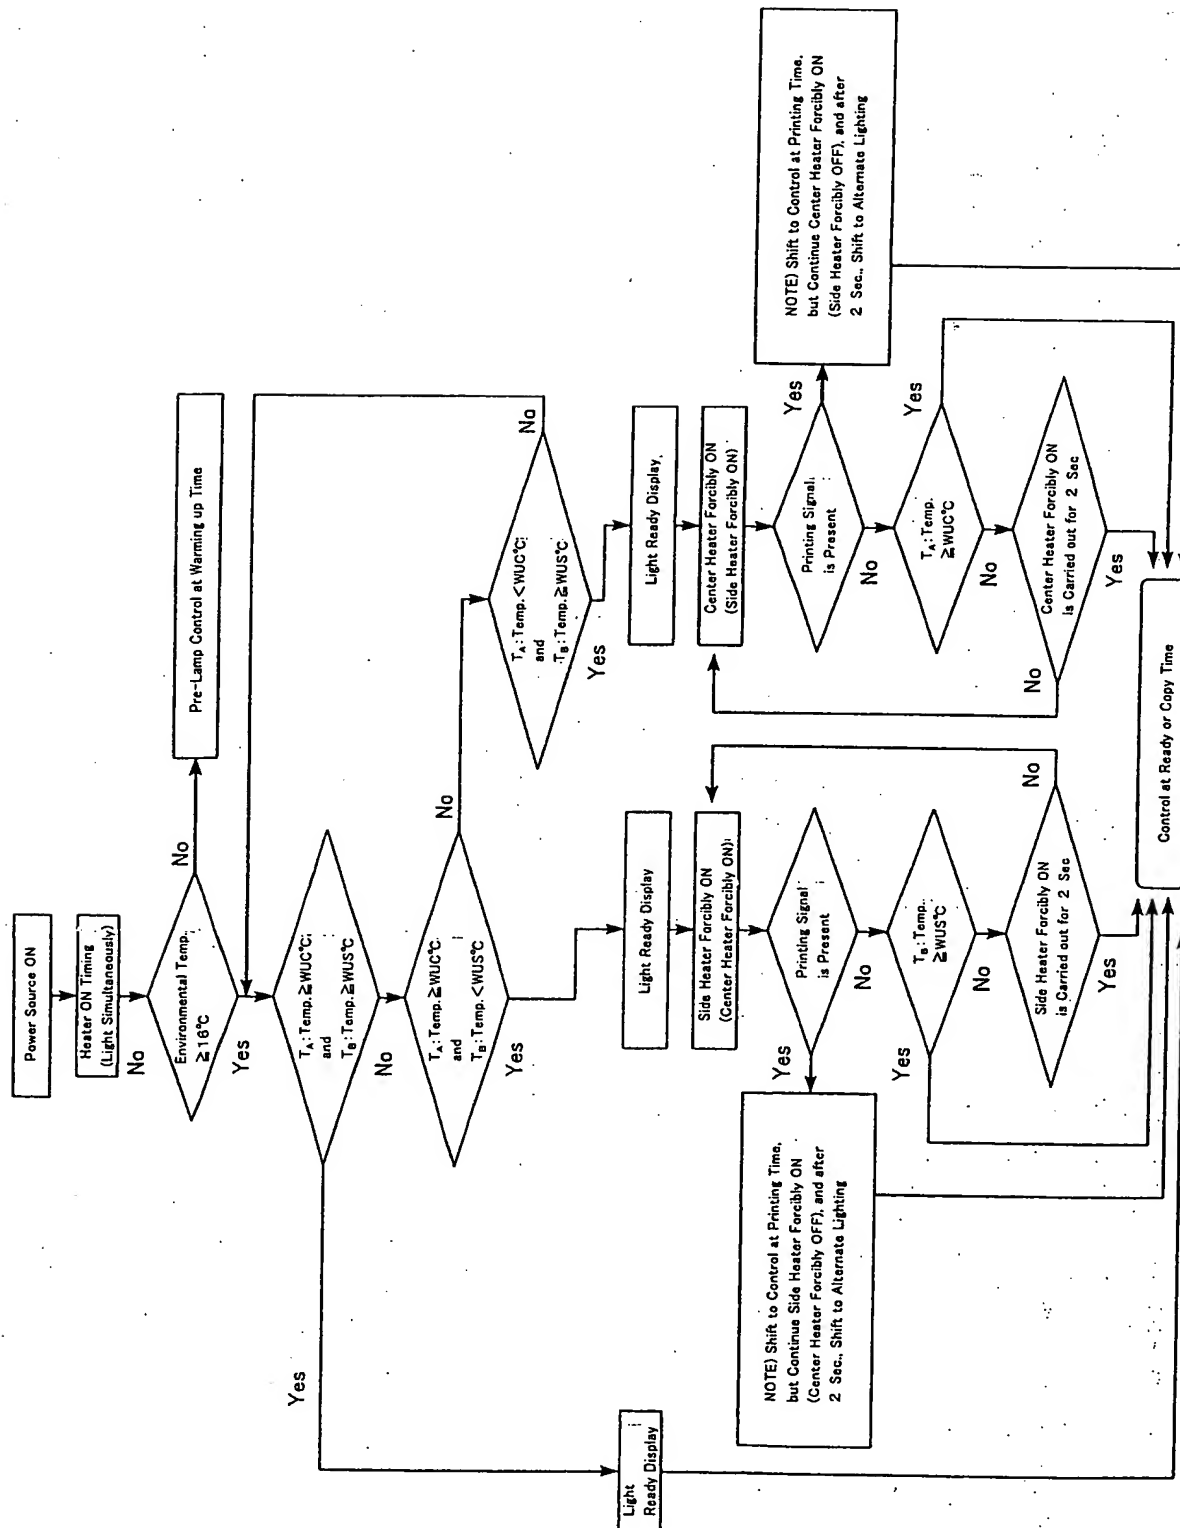 Power Source ON
Heater ON Timing
(Light Simultaneously)
No
Environmental Temp.
≧16°C
No
Pre-Lamp Control at Warming up Time
Yes
TA:Temp.≧WUC°C
and
TB:Temp.≧WUS°C
Yes
No
TA:Temp.≧WUC°C
and
TB:Temp.<WUS°C
No
Yes
TA:Temp.<WUC°C
and
TB:Temp.≧WUS°C
No
Yes
Light
Ready Display
Light Ready Display
Side Heater Forcibly ON
(Center Heater Forcibly ON)
Printing Signal
is Present
Yes
No
NOTE) Shift to Control at Printing Time,
but Continue Side Heater Forcibly ON
(Center Heater Forcibly OFF), and after
2 Sec., Shift to Alternate Lighting
TB:Temp.
≧WUS°C
Yes
No
Side Heater Forcibly ON
is Carried out for 2 Sec
No
Yes
Light Ready Display
Center Heater Forcibly ON
(Side Heater Forcibly ON)
Printing Signal
is Present
Yes
No
NOTE) Shift to Control at Printing Time,
but Continue Center Heater Forcibly ON
(Side Heater Forcibly OFF), and after
2 Sec., Shift to Alternate Lighting
TA:Temp.
≧WUC°C
Yes
No
Center Heater Forcibly ON
is Carried out for 2 Sec
No
Yes
Control at Ready or Copy Time